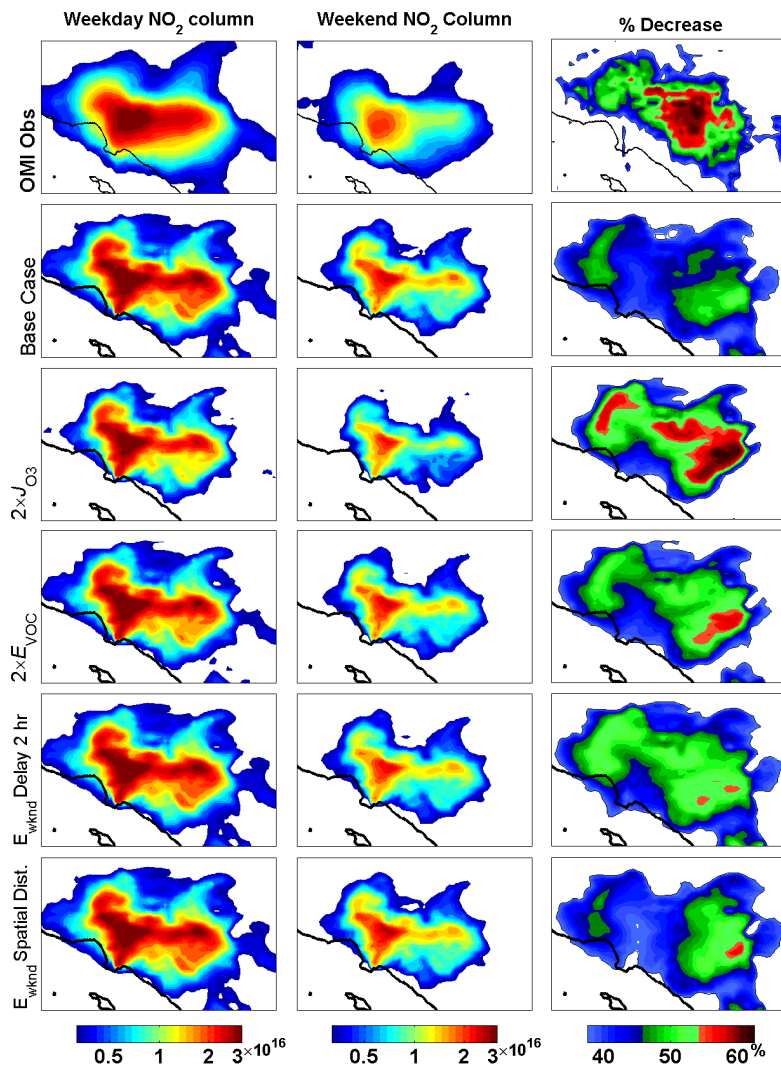 Weekday NO2 column
Weekend NO2 Column
% Decrease
OMI Obs
Base Case
2×JO3
2×EVOC
Ewknd Delay 2 hr
Ewknd Spatial Dist.
0.5 1 2 3×10^16
0.5 1 2 3×10^16
40 50 60%